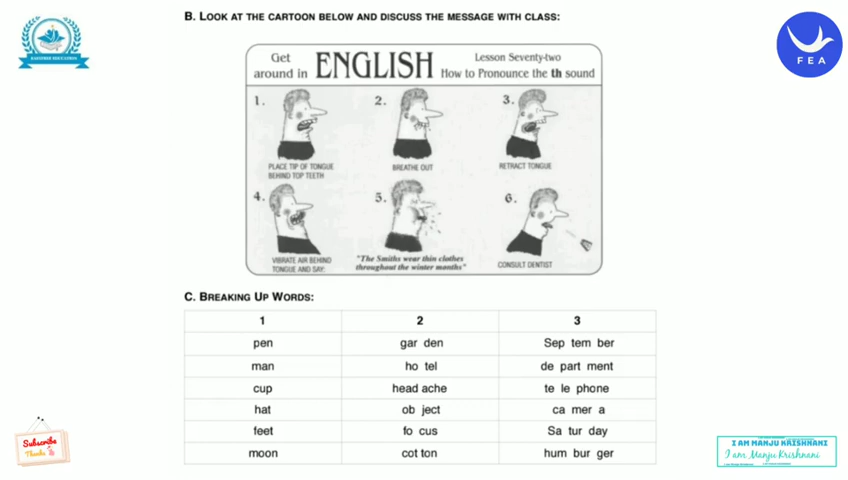 B. LOOK AT THE CARTOON BELOW AND DISCUSS THE MESSAGE WITH CLASS:
FEA
Get around in ENGLISH
Lesson Seventy-two
How to Pronounce the th sound
1.
2.
3.
PLACE TIP OF TONGUE
BEHIND TOP TEETH
BREATHE OUT
RETRACT TONGUE
4.
5.
6.
VIBRATE AIR BEHIND
TONGUE AND SAY:
"The Smiths wear thin clothes
throughout the winter months"
CONSULT DENTIST
C. BREAKING UP WORDS:
1 2 3
pen gar den Sep tem ber
man ho tel de part ment
cup head ache te le phone
hat ob ject ca mer a
feet fo cus Sa tur day
moon cot ton hum bur ger
Subscribe
Thanks
I AM MANJU KRISHNANI
I am Manju Krishnani